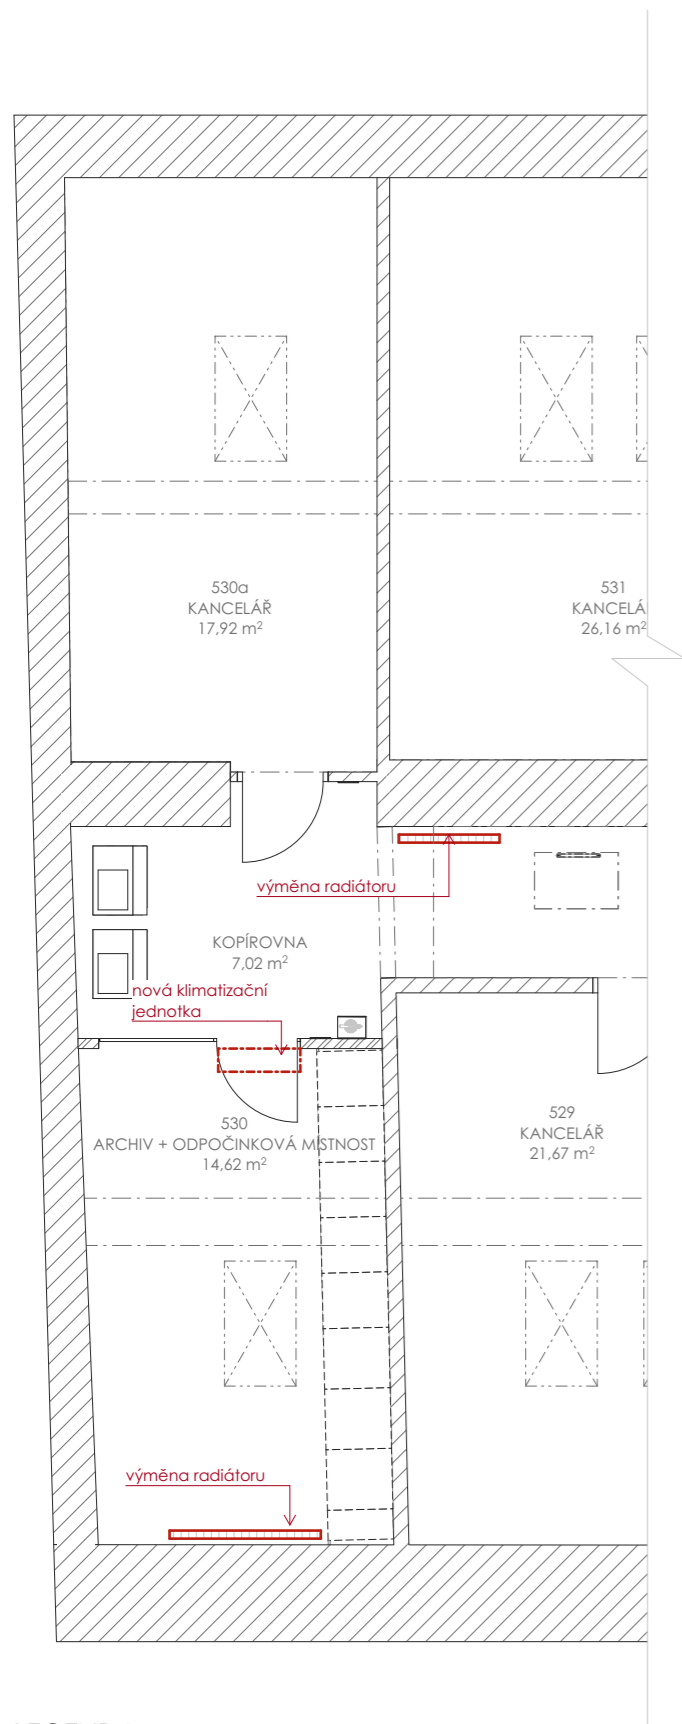 530a
KANCELÁŘ
17,92 m²
531
KANCELÁ
26,16 m²
výměna radiátoru
KOPÍROVNA
7,02 m²
nová klimatizační
jednotka
530
ARCHIV + ODPOČINKOVÁ MÍSTNOST
14,62 m²
529
KANCELÁŘ
21,67 m²
výměna radiátoru